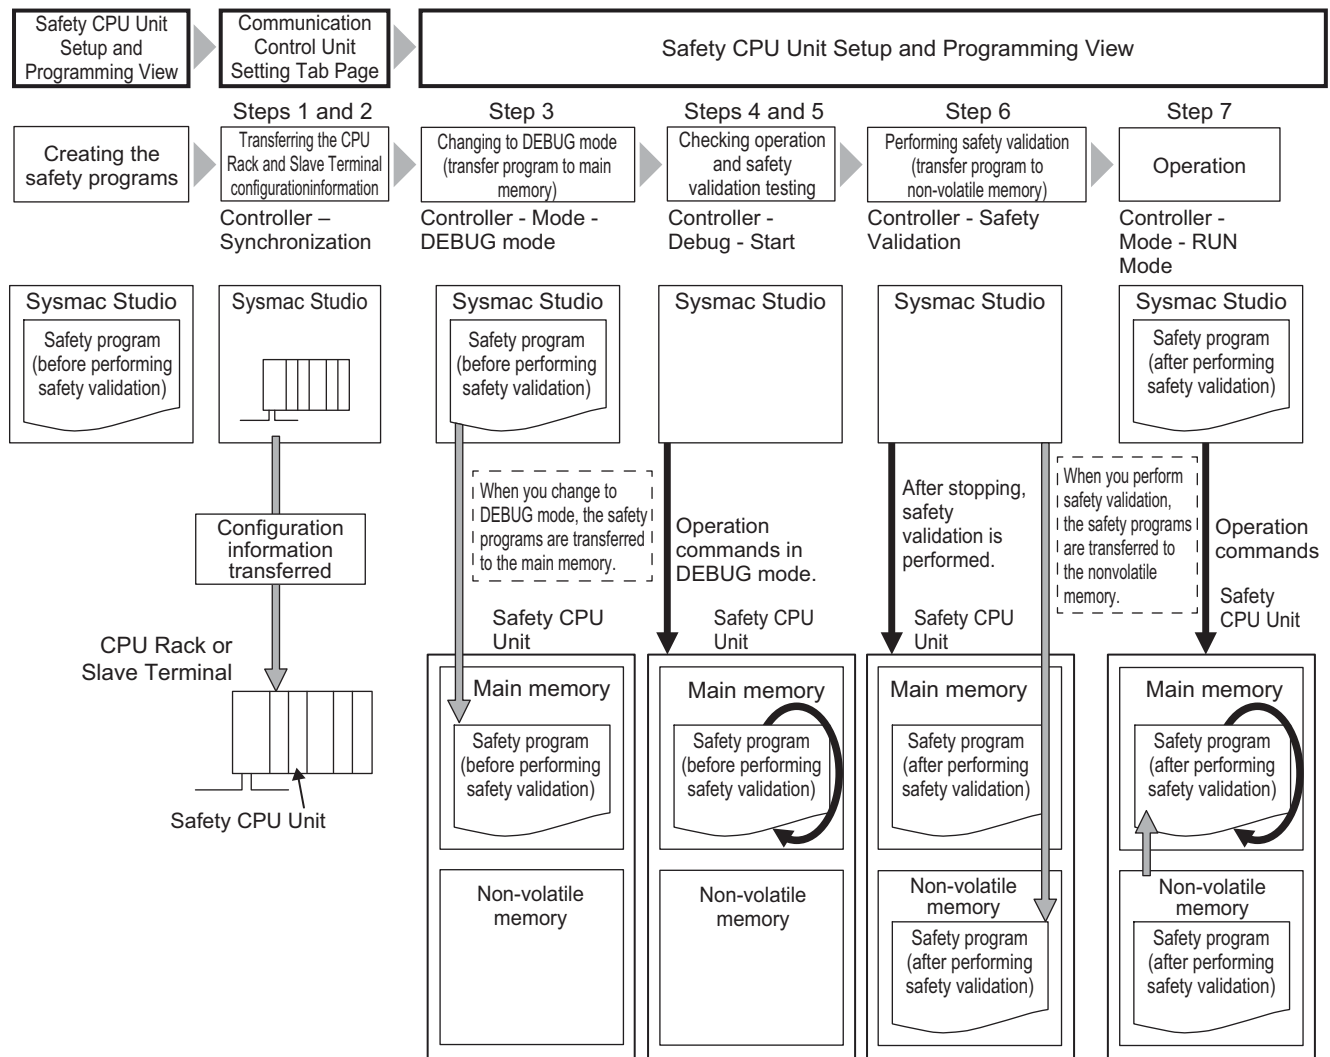 Safety CPU Unit
Setup and
Programming View
Communication
Control Unit
Setting Tab Page
Safety CPU Unit Setup and Programming View
Steps 1 and 2
Step 3
Steps 4 and 5
Step 6
Step 7
Creating the
safety programs
Transferring the CPU
Rack and Slave Terminal
configurationinformation
Changing to DEBUG mode
(transfer program to main
memory)
Checking operation
and safety
validation testing
Performing safety validation
(transfer program to
non-volatile memory)
Operation
Controller –
Synchronization
Controller - Mode -
DEBUG mode
Controller -
Debug - Start
Controller - Safety
Validation
Controller -
Mode - RUN
Mode
Sysmac Studio
Safety program
(before performing
safety validation)
Sysmac Studio
Sysmac Studio
Safety program
(before performing
safety validation)
Sysmac Studio
Sysmac Studio
Sysmac Studio
Safety program
(after performing
safety validation)
Configuration
information
transferred
When you change to
DEBUG mode, the safety
programs are transferred
to the main memory.
Operation
commands in
DEBUG mode.
After stopping,
safety
validation is
performed.
When you perform
safety validation,
the safety programs
are transferred to
the nonvolatile
memory.
Operation
commands
CPU Rack or
Slave Terminal
Safety CPU Unit
Safety CPU
Unit
Safety CPU
Unit
Safety CPU
Unit
Safety
CPU Unit
Main memory
Safety program
(before performing
safety validation)
Non-volatile
memory
Main memory
Safety program
(before performing
safety validation)
Non-volatile
memory
Main memory
Safety program
(after performing
safety validation)
Non-volatile
memory
Safety program
(after performing
safety validation)
Main memory
Safety program
(after performing
safety validation)
Non-volatile
memory
Safety program
(after performing
safety validation)